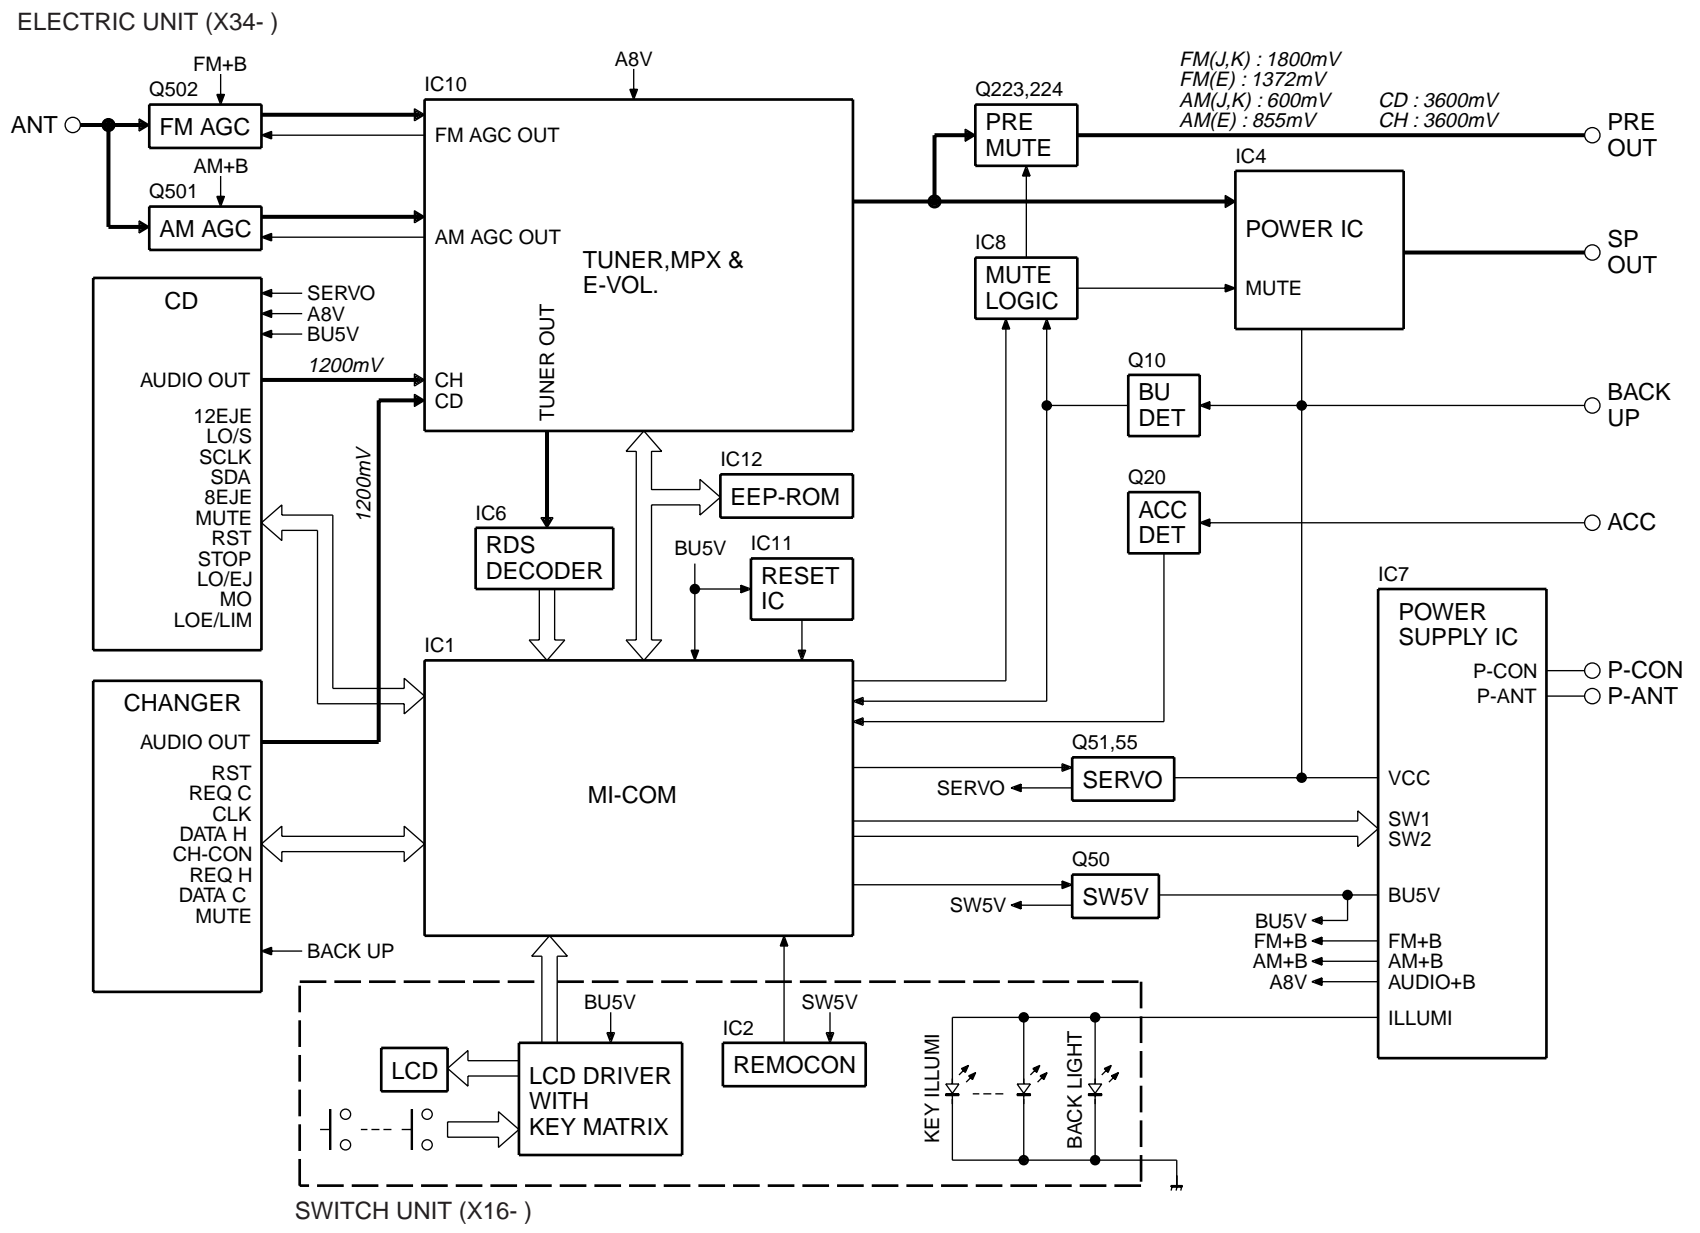 ELECTRIC UNIT (X34- )
FM+B
Q502
FM AGC
ANT
AM+B
Q501
AM AGC
IC10
A8V
FM AGC OUT
AM AGC OUT
TUNER,MPX &
E-VOL.
TUNER OUT
CH
CD
Q223,224
PRE
MUTE
FM(J,K) : 1800mV
FM(E) : 1372mV
AM(J,K) : 600mV
AM(E) : 855mV
CD : 3600mV
CH : 3600mV
PRE
OUT
IC4
POWER IC
MUTE
SP
OUT
IC8
MUTE
LOGIC
CD
SERVO
A8V
BU5V
AUDIO OUT
1200mV
12EJE
LO/S
SCLK
SDA
8EJE
MUTE
RST
STOP
LO/EJ
MO
LOE/LIM
1200mV
Q10
BU
DET
BACK
UP
Q20
ACC
DET
ACC
IC12
EEP-ROM
IC6
RDS
DECODER
BU5V
IC11
RESET
IC
IC1
MI-COM
CHANGER
AUDIO OUT
RST
REQ C
CLK
DATA H
CH-CON
REQ H
DATA C
MUTE
BACK UP
IC7
POWER
SUPPLY IC
P-CON
P-ANT
P-CON
P-ANT
Q51,55
SERVO
SERVO
VCC
SW1
SW2
Q50
SW5V
SW5V
BU5V
BU5V
FM+B
FM+B
AM+B
AM+B
A8V
AUDIO+B
ILLUMI
BU5V
LCD
LCD DRIVER
WITH
KEY MATRIX
SW5V
IC2
REMOCON
KEY ILLUMI
BACK LIGHT
SWITCH UNIT (X16- )